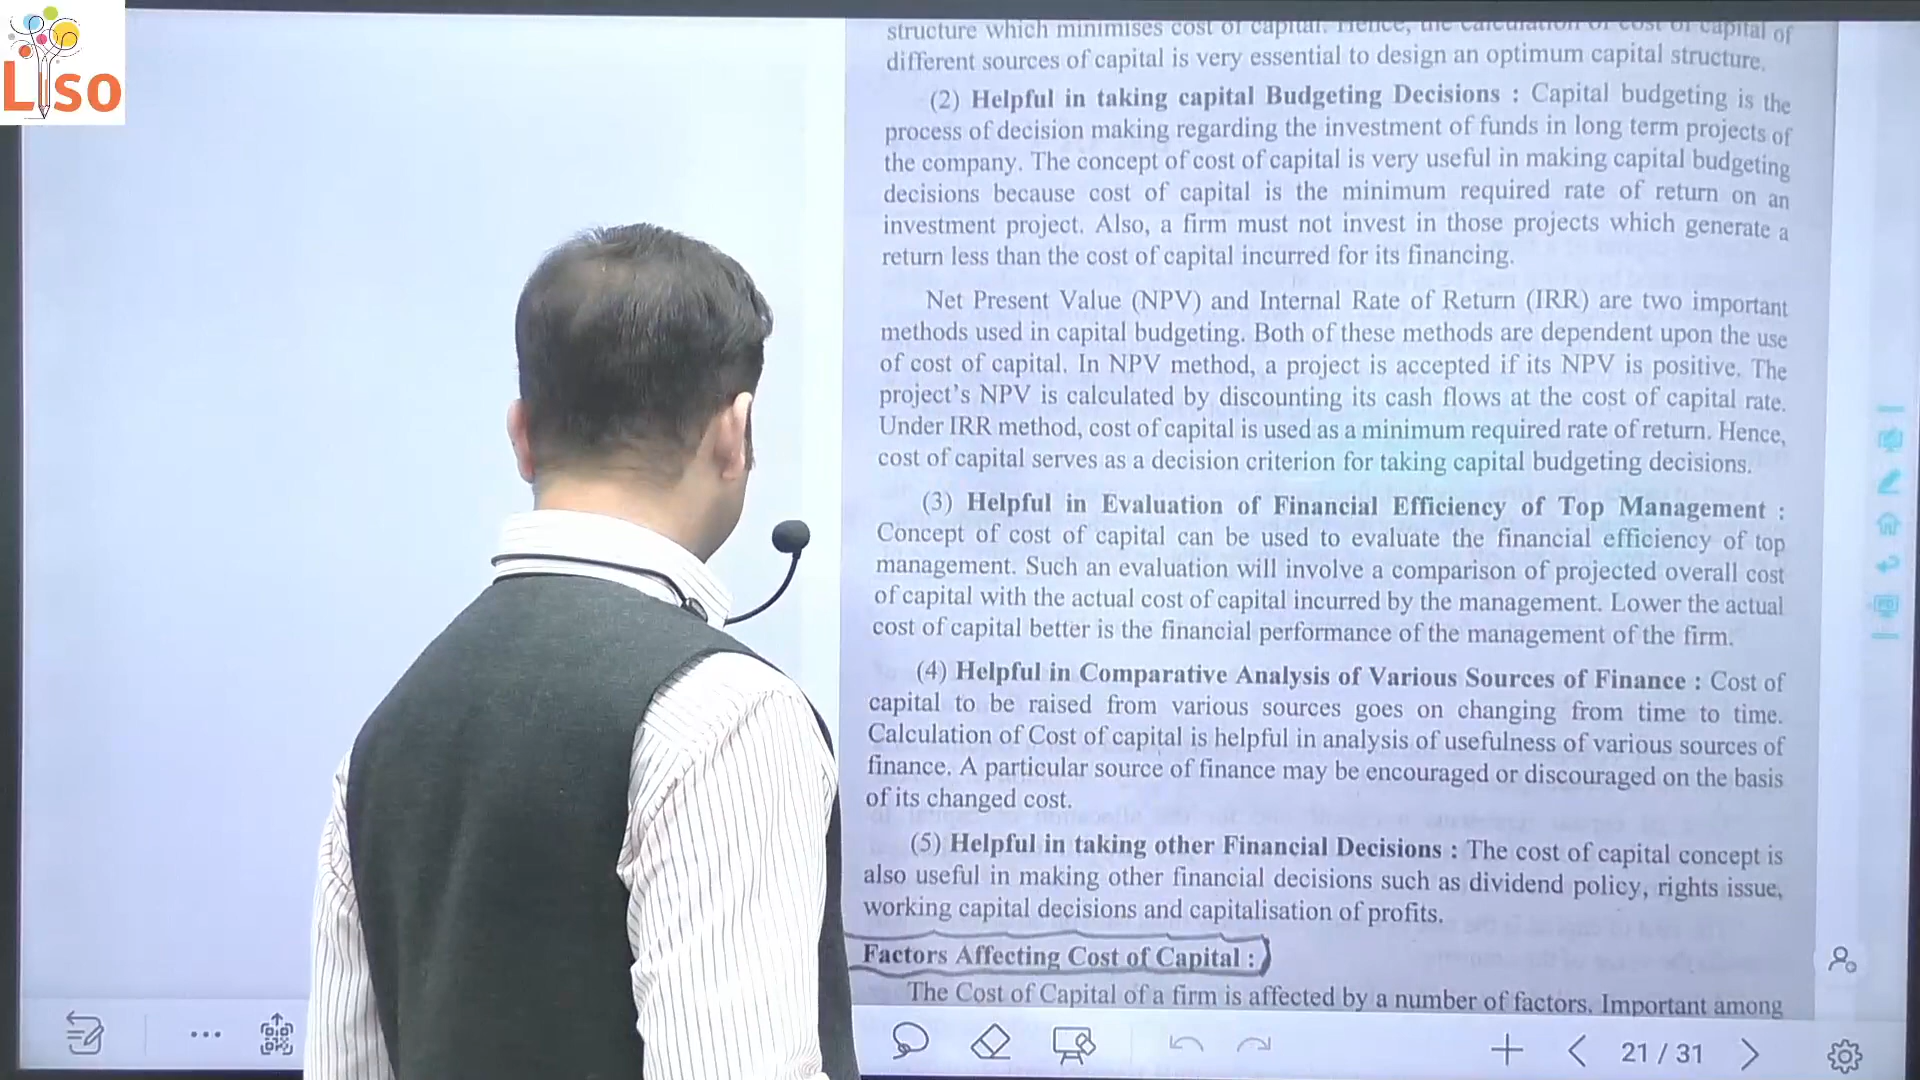 Liso
structure which minimises cost of capital. Hence, the calculation of cost of capital of
different sources of capital is very essential to design an optimum capital structure.
(2) Helpful in taking capital Budgeting Decisions : Capital budgeting is the
process of decision making regarding the investment of funds in long term projects of
the company. The concept of cost of capital is very useful in making capital budgeting
decisions because cost of capital is the minimum required rate of return on an
investment project. Also, a firm must not invest in those projects which generate a
return less than the cost of capital incurred for its financing.
Net Present Value (NPV) and Internal Rate of Return (IRR) are two important
methods used in capital budgeting. Both of these methods are dependent upon the use
of cost of capital. In NPV method, a project is accepted if its NPV is positive. The
project's NPV is calculated by discounting its cash flows at the cost of capital rate.
Under IRR method, cost of capital is used as a minimum required rate of return. Hence,
cost of capital serves as a decision criterion for taking capital budgeting decisions.
(3) Helpful in Evaluation of Financial Efficiency of Top Management :
Concept of cost of capital can be used to evaluate the financial efficiency of top
management. Such an evaluation will involve a comparison of projected overall cost
of capital with the actual cost of capital incurred by the management. Lower the actual
cost of capital better is the financial performance of the management of the firm.
(4) Helpful in Comparative Analysis of Various Sources of Finance : Cost of
capital to be raised from various sources goes on changing from time to time.
Calculation of Cost of capital is helpful in analysis of usefulness of various sources of
finance. A particular source of finance may be encouraged or discouraged on the basis
of its changed cost.
(5) Helpful in taking other Financial Decisions : The cost of capital concept is
also useful in making other financial decisions such as dividend policy, rights issue,
working capital decisions and capitalisation of profits.
Factors Affecting Cost of Capital :
The Cost of Capital of a firm is affected by a number of factors. Important among
21 / 31